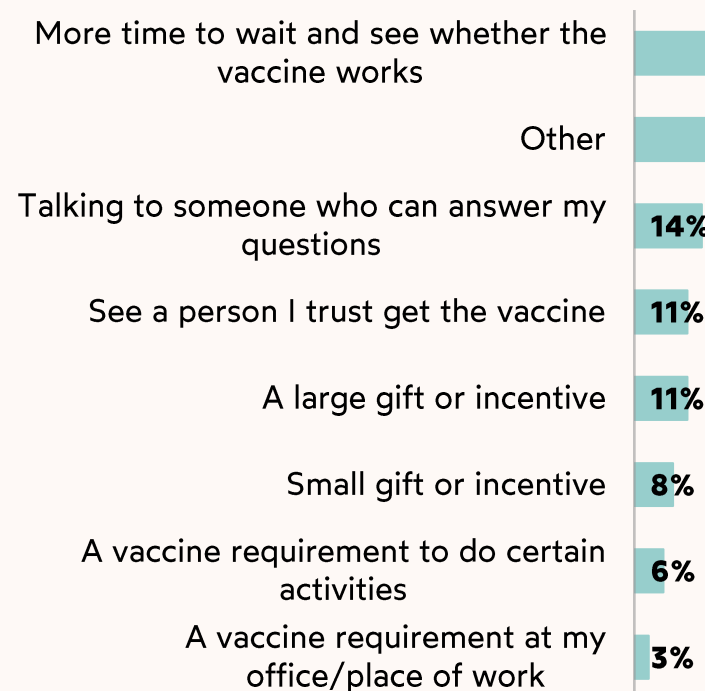 More time to wait and see whether the
vaccine works
Other
Talking to someone who can answer my
questions
14%
See a person I trust get the vaccine
11%
A large gift or incentive
11%
Small gift or incentive
8%
A vaccine requirement to do certain
activities
6%
A vaccine requirement at my
office/place of work
3%